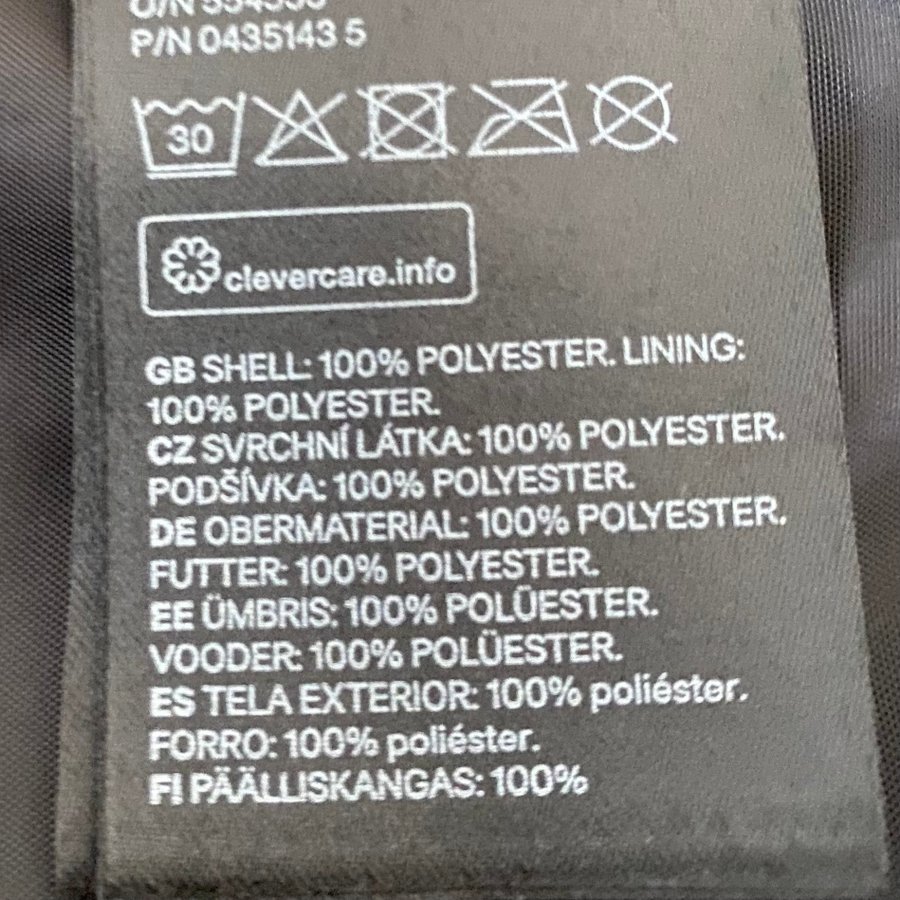 P/N 0435143 5
30
clevercare.info
GB SHELL: 100% POLYESTER. LINING:
100% POLYESTER.
CZ SVRCHNÍ LÁTKA: 100% POLYESTER.
PODŠÍVKA: 100% POLYESTER.
DE OBERMATERIAL: 100% POLYESTER.
FUTTER: 100% POLYESTER.
EE ÜMBRIS: 100% POLÜESTER.
VOODER: 100% POLÜESTER.
ES TELA EXTERIOR: 100% poliéster.
FORRO: 100% poliéster.
FI PÄÄLLISKANGAS: 100%